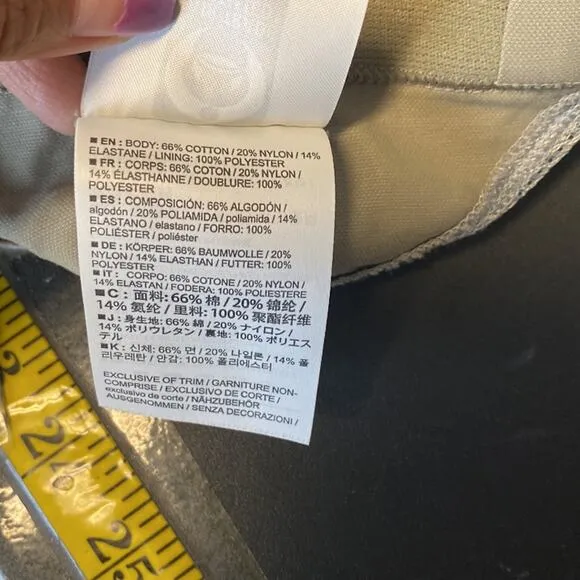 ■ EN : BODY: 66% COTTON / 20% NYLON / 14%
ELASTANE / LINING: 100% POLYESTER
■ FR : CORPS: 66% COTON / 20% NYLON /
14% ÉLASTHANNE / DOUBLURE: 100%
POLYESTER
■ ES : COMPOSICIÓN: 66% ALGODÓN /
algodón / 20% POLIAMIDA / poliamida / 14%
ELASTANO / elastano / FORRO: 100%
POLIÉSTER / poliéster
■ DE : KÖRPER: 66% BAUMWOLLE / 20%
NYLON / 14% ELASTHAN / FUTTER: 100%
POLYESTER
■ IT : CORPO: 66% COTONE / 20% NYLON /
14% ELASTAN / FODERA: 100% POLIESTERE
■ C : 面料: 66% 棉 / 20% 锦纶 /
14% 氨纶 / 里料: 100% 聚酯纤维
■ J : 身生地: 66% 綿 / 20% ナイロン /
14% ポリウレタン / 裏地: 100% ポリエス
テル
■ K : 신체: 66% 면 / 20% 나일론 / 14% 폴
리우레탄 / 안감: 100% 폴리에스터
EXCLUSIVE OF TRIM / GARNITURE NON-
COMPRISE / EXCLUSIVO DE CORTE /
exclusivo de corte / NÄHZUBEHÖR
AUSGENOMMEN / SENZA DECORAZIONI /
2
24
25